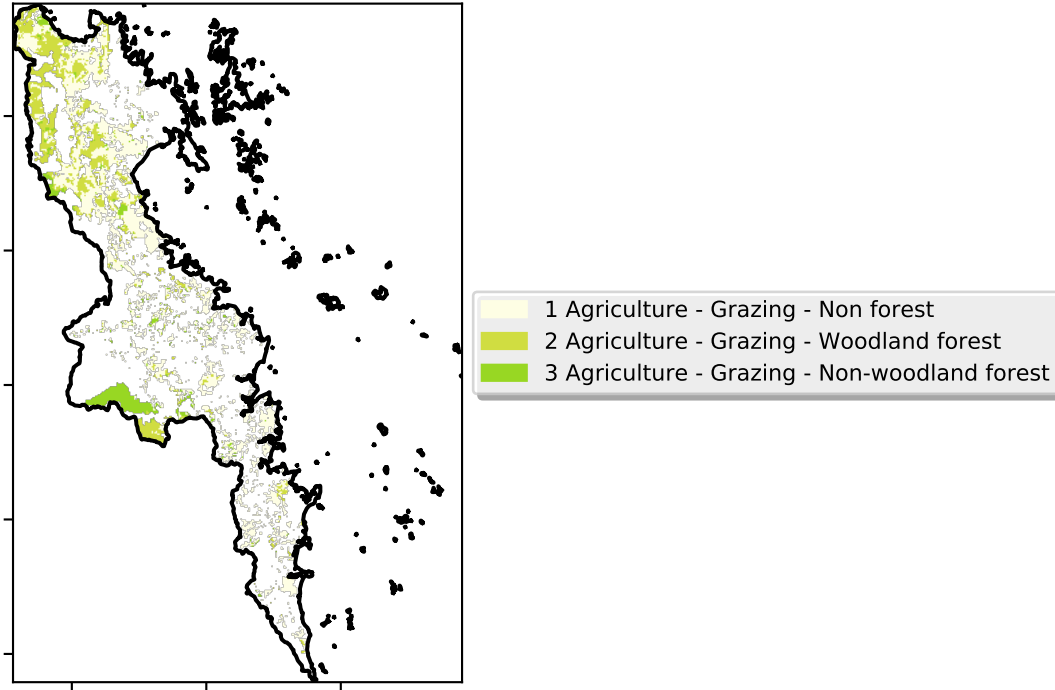 1 Agriculture - Grazing - Non forest
2 Agriculture - Grazing - Woodland forest
3 Agriculture - Grazing - Non-woodland forest